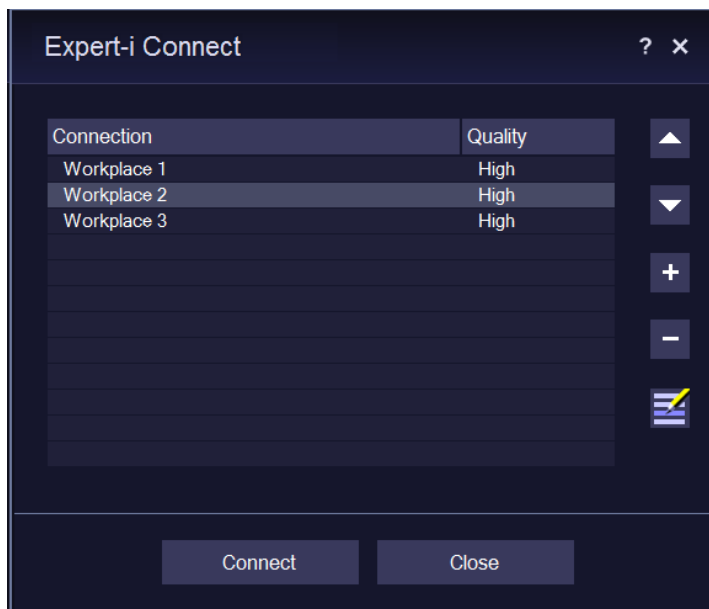 Expert-i Connect ? ×
Connection Quality
Workplace 1 High
Workplace 2 High
Workplace 3 High
Connect Close